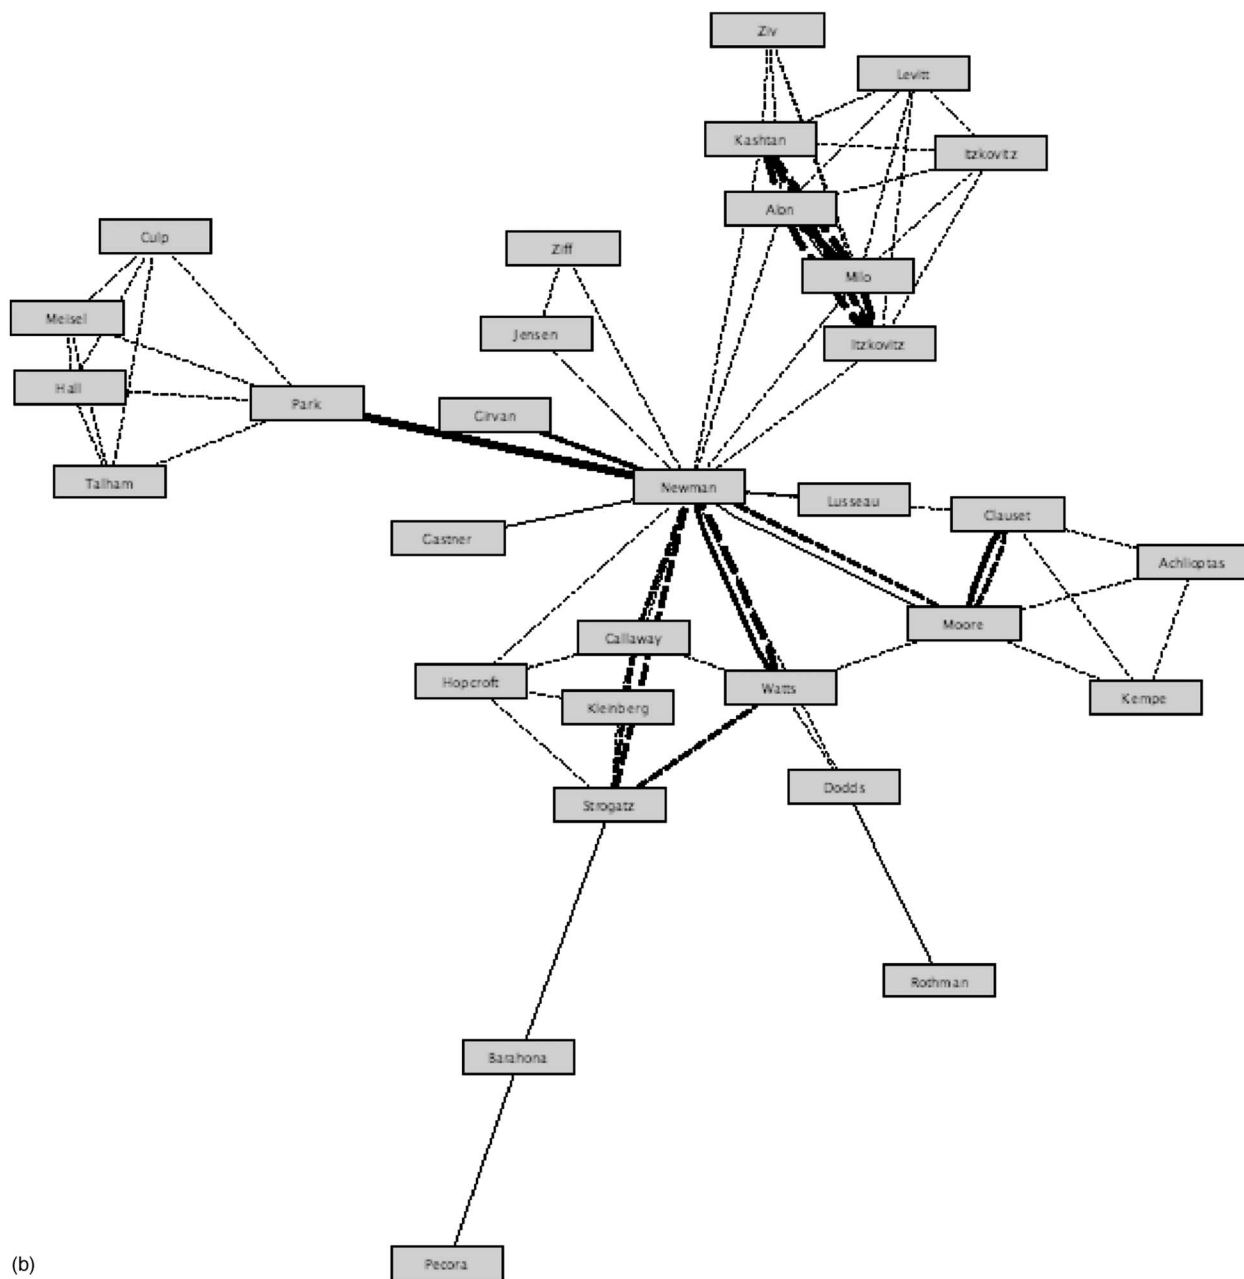 Ziv
Levitt
Kashtan
Itzkovitz
Alon
Culp
Ziff
Milo
Meisel
Jensen
Itzkovitz
Hall
Park
Girvan
Talham
Newman
Lusseau
Clauset
Gastner
Achlioptas
Callaway
Moore
Hopcroft
Watts
Kleinberg
Kempe
Dodds
Strogatz
Rothman
Barahona
(b)
Pecora